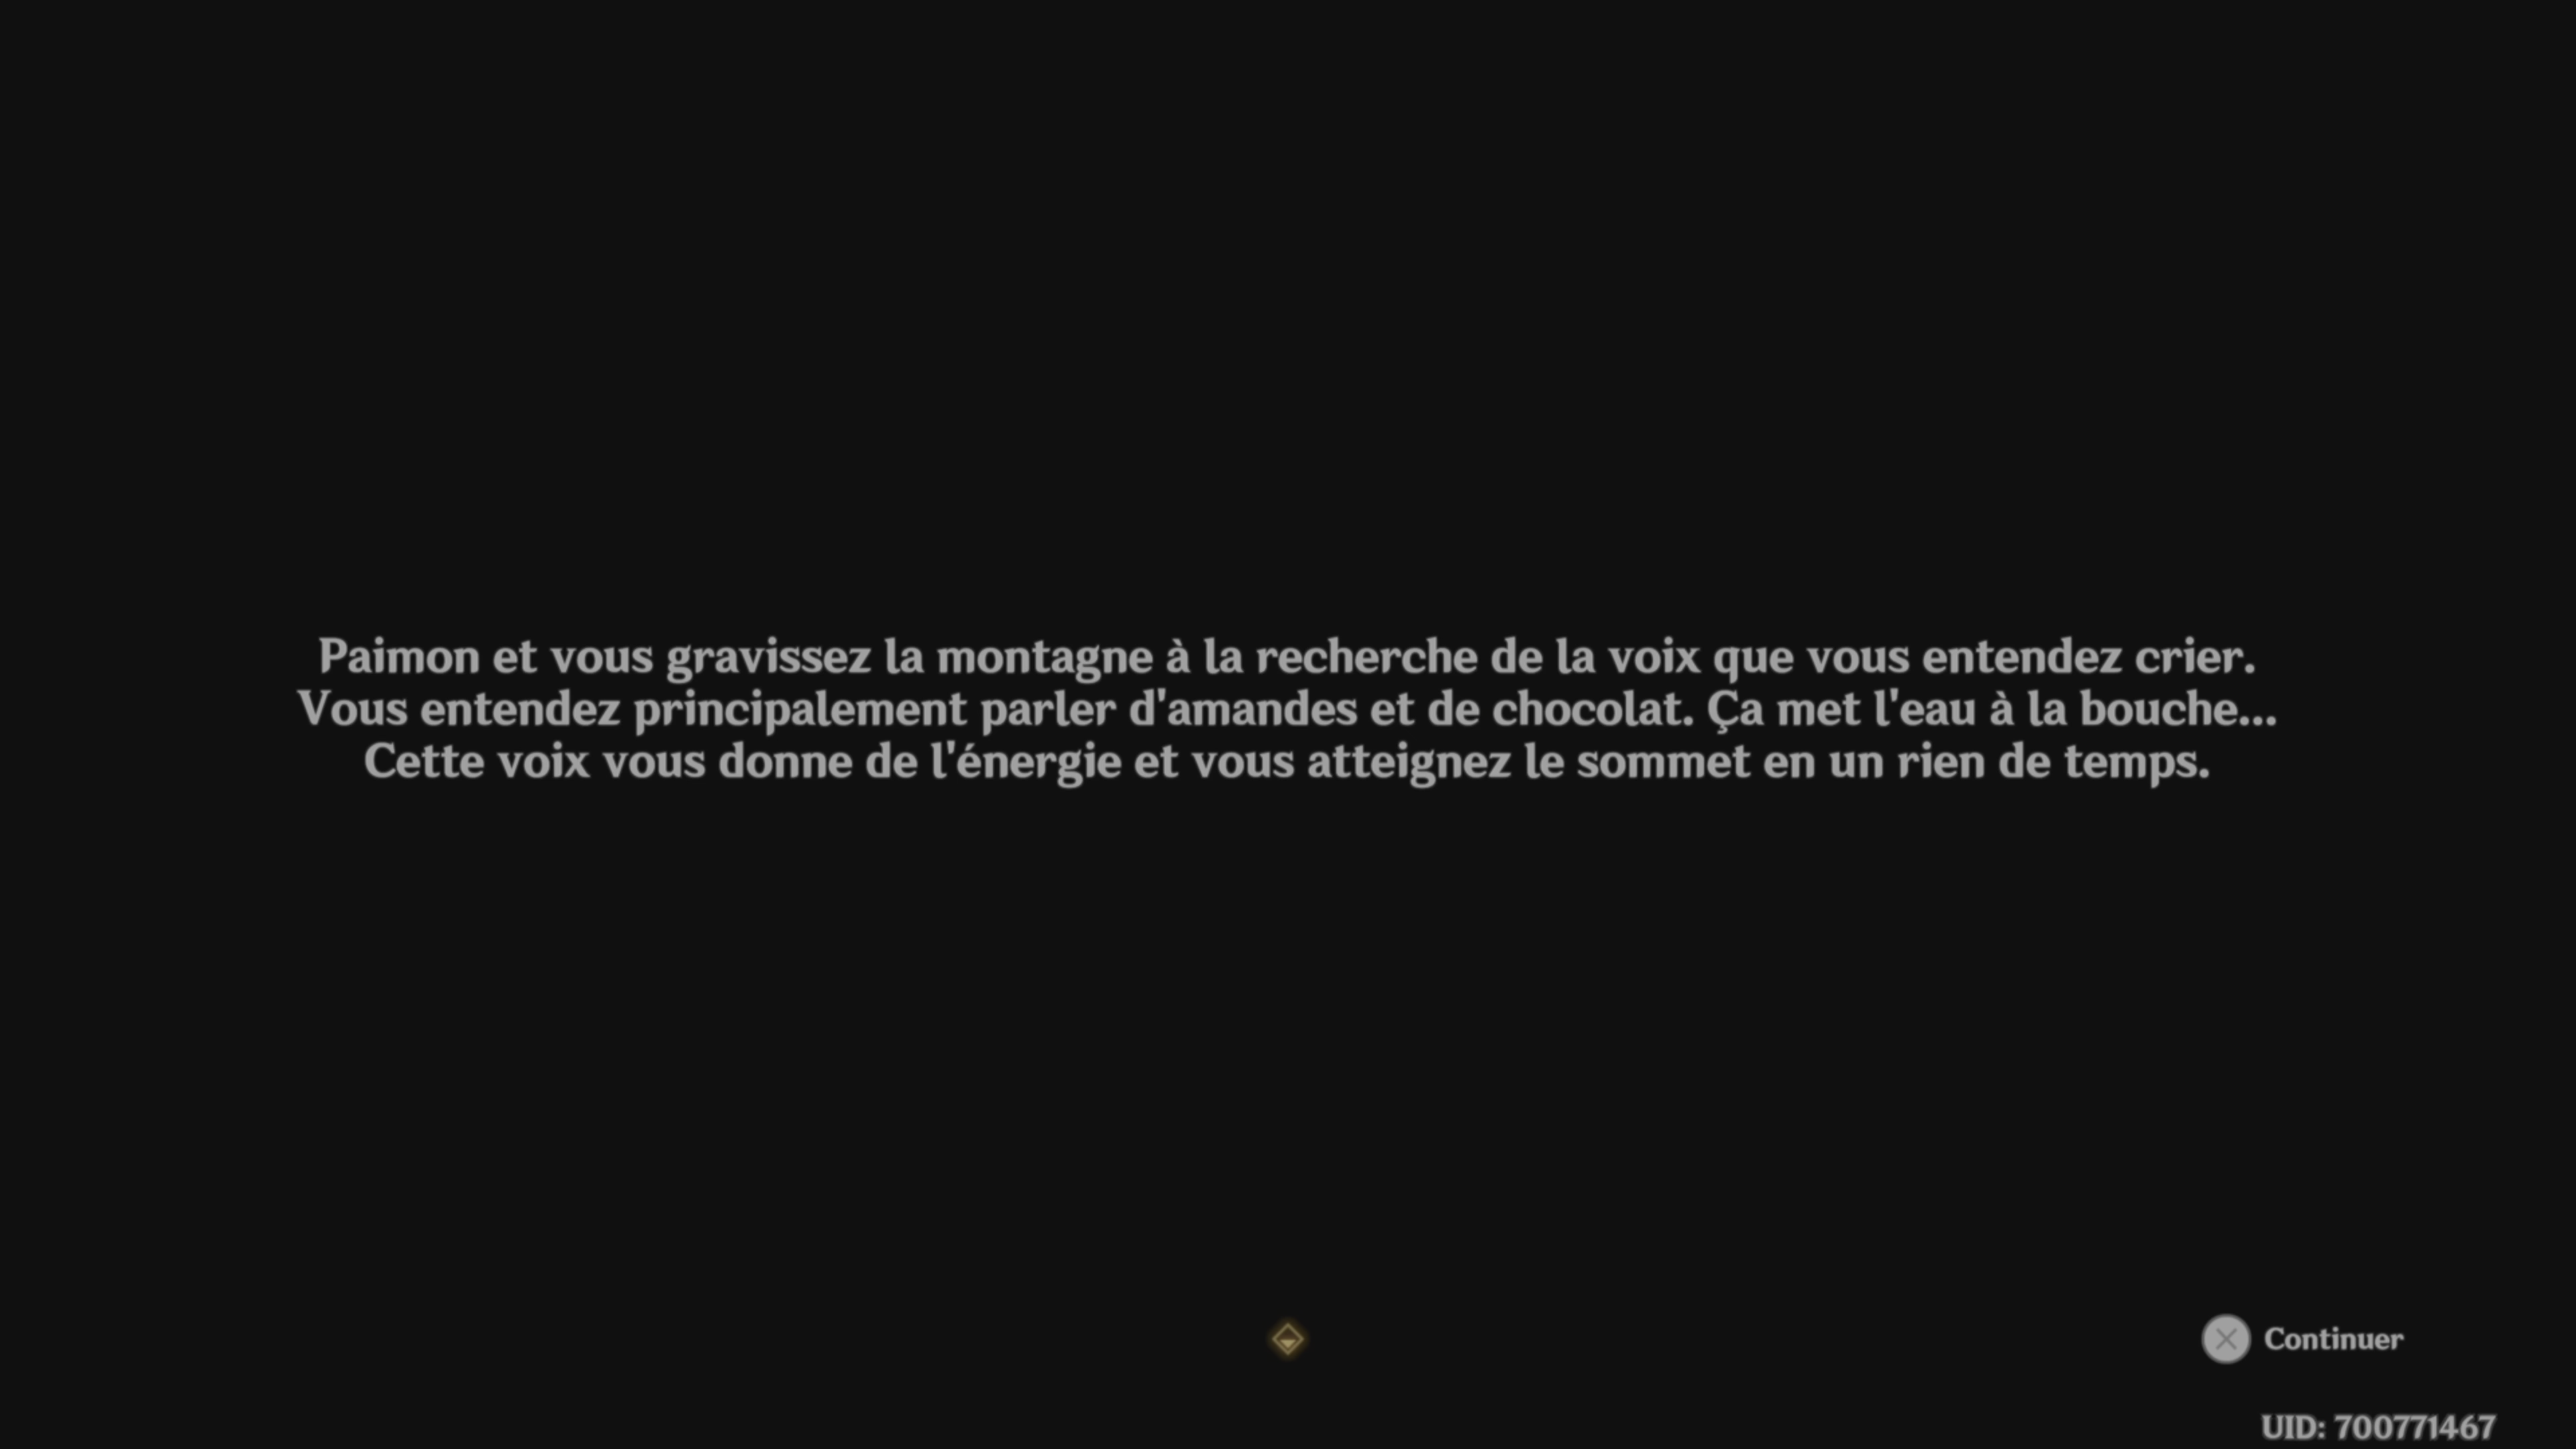 Paimon et vous gravissez la montagne à la recherche de la voix que vous entendez crier.
Vous entendez principalement parler d'amandes et de chocolat. Ça met l'eau à la bouche...
Cette voix vous donne de l'énergie et vous atteignez le sommet en un rien de temps.
Continuer
UID: 700771467